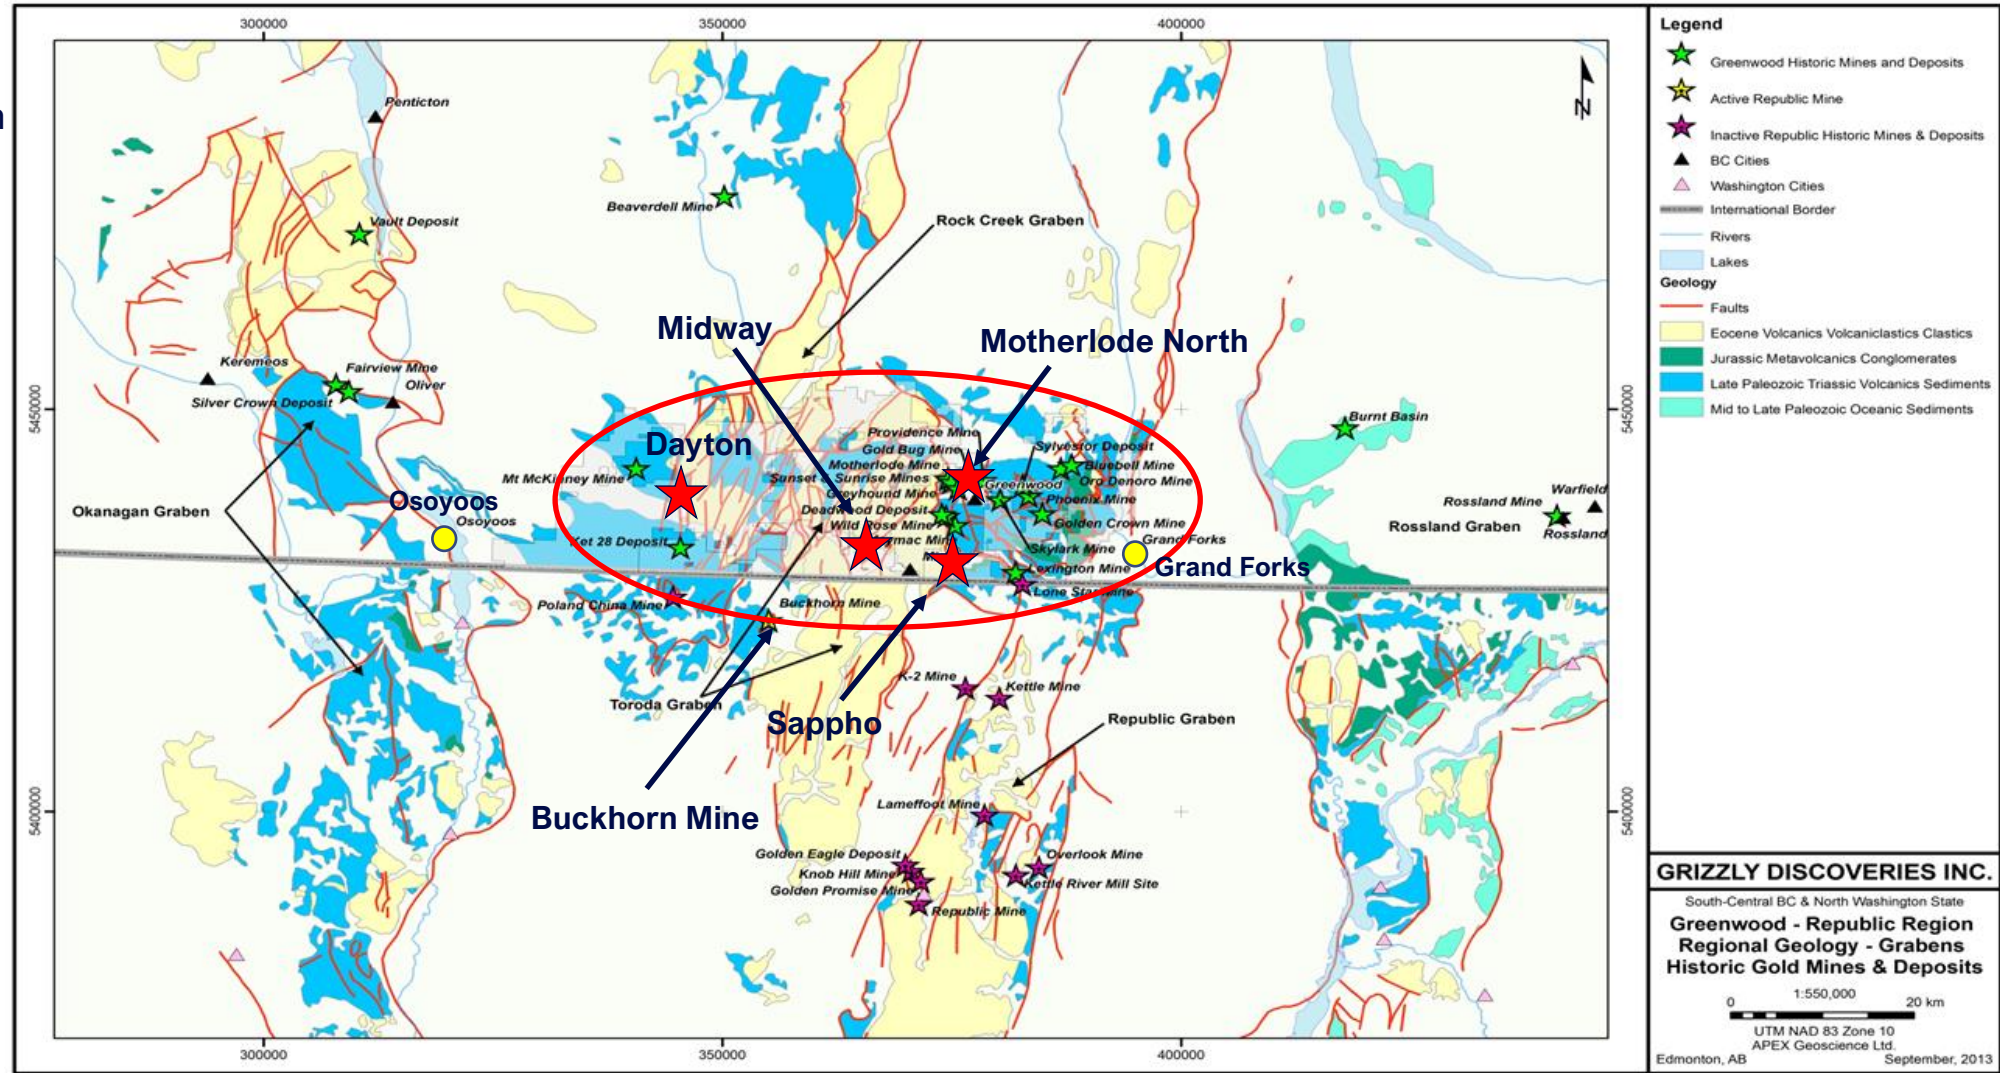 300000
350000
400000
n
Penticton
Vault Deposit
Beaverdell Mine
Rock Creek Graben
Midway
Motherlode North
N
Keremeos
Fairview Mine
Oliver
Silver Crown Deposit
5450000
5450000
Burnt Basin
Providence Mine
Gold Bug Mine
Sylvester Deposit
Dayton
Motherlode Mine
Bluebell Mine
Mt McKinney Mine
Sunset & Sunrise Mines
Oro Denoro Mine
Greenwood
Greyhound Mine
Phoenix Mine
Okanagan Graben
Osoyoos
Osoyoos
Deadwood Deposit
Golden Crown Mine
Wild Rose Mine
Rossland Mine
Warfield
Rossland Graben
Rossland
Ket 28 Deposit
Skylark Mine
Grand Forks
Grand Forks
Lexington Mine
Lone Star Mine
Poland China Mine
Buckhorn Mine
K-2 Mine
Kettle Mine
Toroda Graben
Sappho
Republic Graben
Buckhorn Mine
Lameffoot Mine
5400000
5400000
Golden Eagle Deposit
Overlook Mine
Knob Hill Mine
Kettle River Mill Site
Golden Promise Mine
Republic Mine
300000
350000
400000
Legend
Greenwood Historic Mines and Deposits
Active Republic Mine
Inactive Republic Historic Mines & Deposits
BC Cities
Washington Cities
International Border
Rivers
Lakes
Geology
Faults
Eocene Volcanics Volcaniclastics Clastics
Jurassic Metavolcanics Conglomerates
Late Paleozoic Triassic Volcanics Sediments
Mid to Late Paleozoic Oceanic Sediments
GRIZZLY DISCOVERIES INC.
South-Central BC & North Washington State
Greenwood - Republic Region
Regional Geology - Grabens
Historic Gold Mines & Deposits
1:550,000
0 20 km
UTM NAD 83 Zone 10
APEX Geoscience Ltd.
Edmonton, AB September, 2013